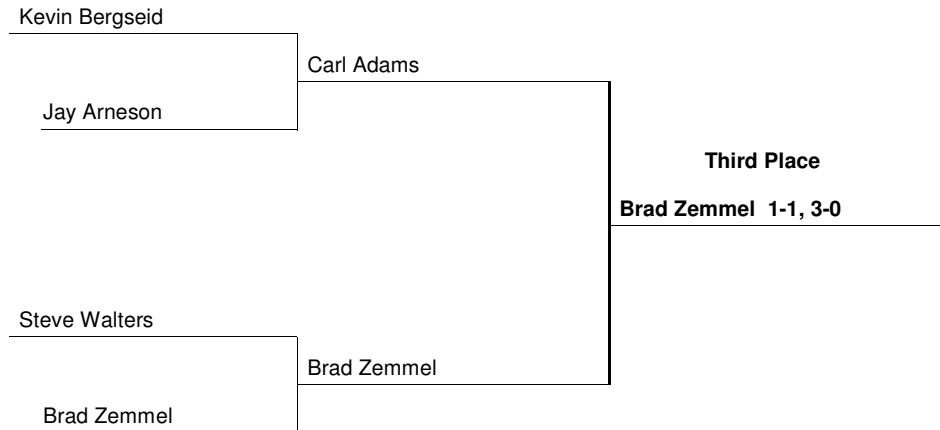 Kevin Bergseid
Carl Adams
Jay Arneson
Third Place
Brad Zemmel 1-1, 3-0
Steve Walters
Brad Zemmel
Brad Zemmel